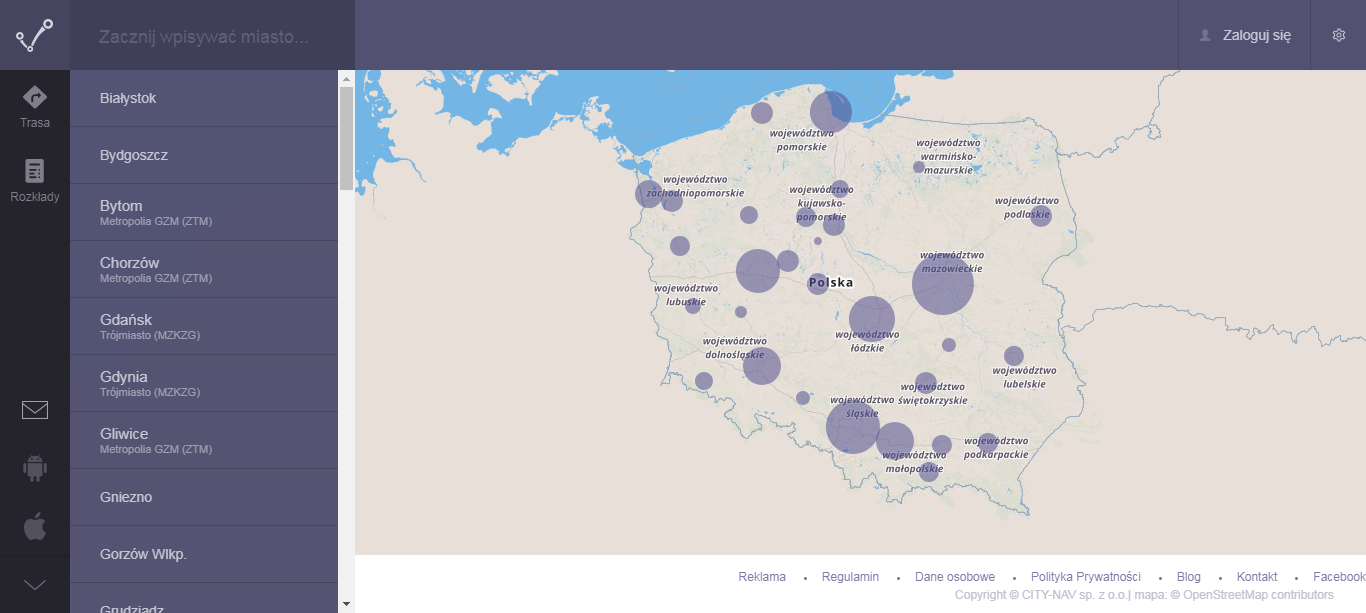 Zacznij wpisywać miasto...
Zaloguj się
Trasa
Rozkłady
Białystok
Bydgoszcz
Bytom
Metropolia GZM (ZTM)
Chorzów
Metropolia GZM (ZTM)
Gdańsk
Trójmiasto (MZKZG)
Gdynia
Trójmiasto (MZKZG)
Gliwice
Metropolia GZM (ZTM)
Gniezno
Gorzów Wlkp.
Grudziądz
województwo
pomorskie
województwo
warmińsko-
mazurskie
województwo
zachodniopomorskie
województwo
kujawsko-
pomorskie
województwo
podlaskie
województwo
mazowieckie
Polska
województwo
lubuskie
województwo
łódzkie
województwo
dolnośląskie
województwo
lubelskie
województwo
świętokrzyskie
województwo
śląskie
województwo
podkarpackie
województwo
małopolskie
Reklama • Regulamin • Dane osobowe • Polityka Prywatności • Blog • Kontakt • Facebook
Copyright © CITY-NAV sp. z o.o.| mapa: © OpenStreetMap contributors